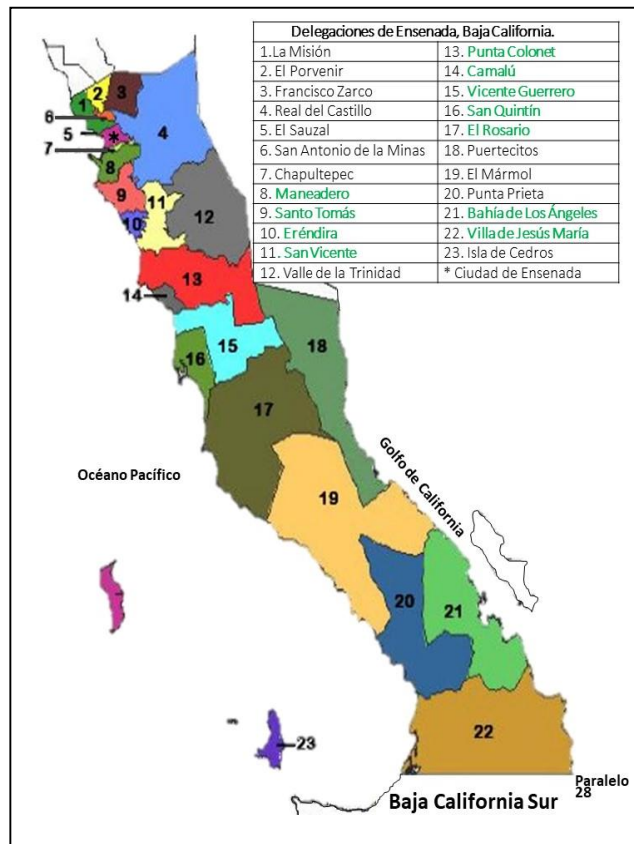 Delegaciones de Ensenada, Baja California.
1.La Misión 13. Punta Colonet
2. El Porvenir 14. Camalú
3. Francisco Zarco 15. Vicente Guerrero
4. Real del Castillo 16. San Quintín
5. El Sauzal 17. El Rosario
6. San Antonio de la Minas 18. Puertecitos
7. Chapultepec 19. El Mármol
8. Maneadero 20. Punta Prieta
9. Santo Tomás 21. Bahía de Los Ángeles
10. Eréndira 22. Villa de Jesús María
11. San Vicente 23. Isla de Cedros
12. Valle de la Trinidad * Ciudad de Ensenada
1
2
3
6
5
*
4
7
8
9
11
10
12
13
14
15
18
16
17
Golfo de California
Océano Pacífico
19
20
21
22
23
Paralelo
28
Baja California Sur